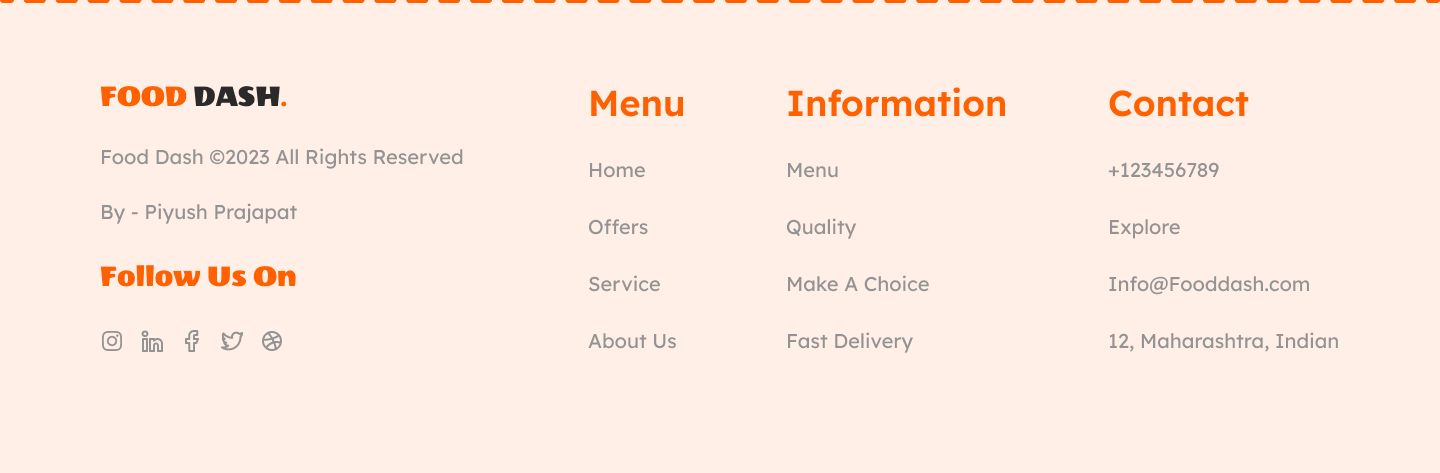 FOOD DASH.
Food Dash ©2023 All Rights Reserved
By - Piyush Prajapat
Follow Us On
Menu
Home
Offers
Service
About Us
Information
Menu
Quality
Make A Choice
Fast Delivery
Contact
+123456789
Explore
Info@Fooddash.com
12, Maharashtra, Indian